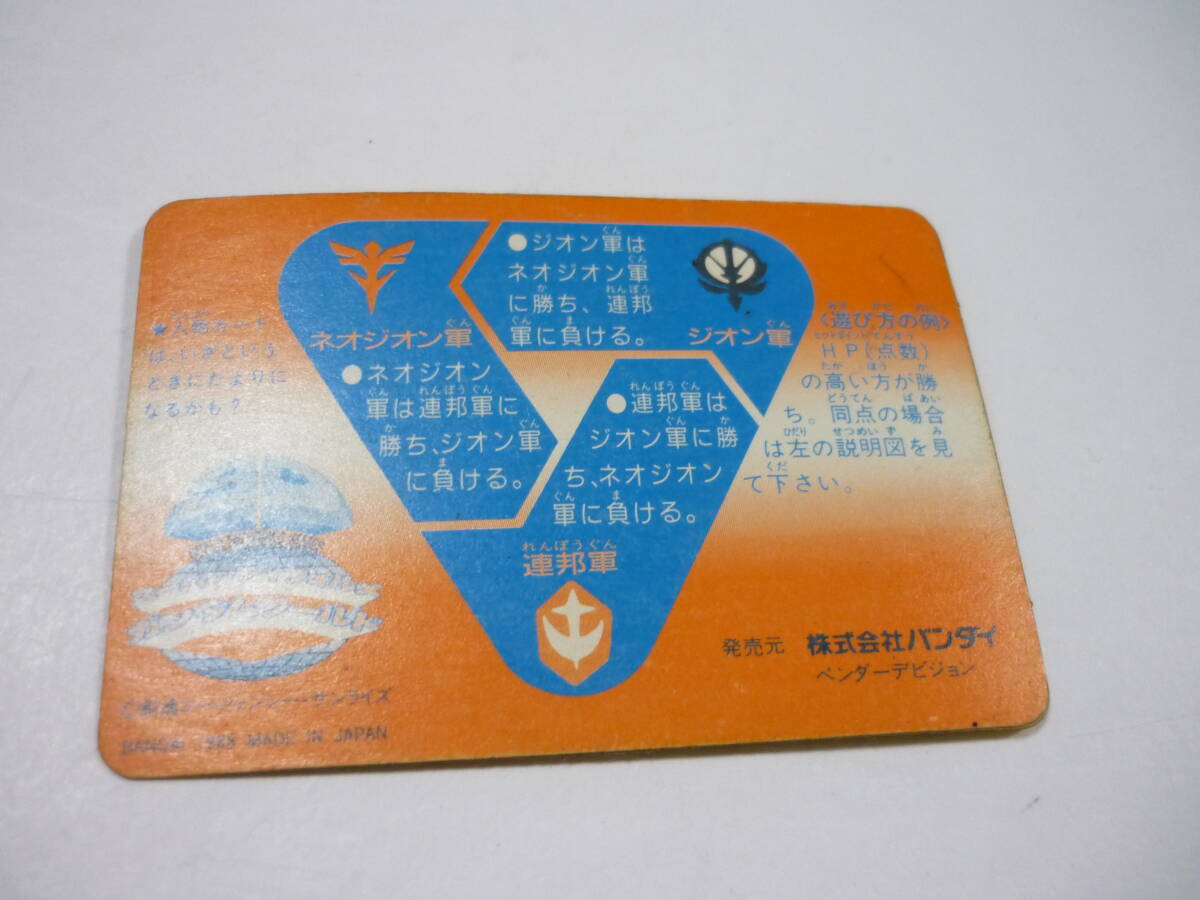 ●ジオン軍は
ネオジオン軍
に勝ち、連邦
軍に負ける。
ジオン軍
ネオジオン軍
●ネオジオン
軍は連邦軍に
勝ち、ジオン軍
に負ける。
●連邦軍は
ジオン軍に勝
ち、ネオジオン
軍に負ける。
連邦軍
★人物カード
は、いざという
ときにたよりに
なるかも？
〈遊び方の例〉
HP(点数)
の高い方が勝
ち。同点の場合
は左の説明図を見
て下さい。
サンライズ
MADE IN JAPAN
発売元 株式会社バンダイ
ベンダーデビジョン